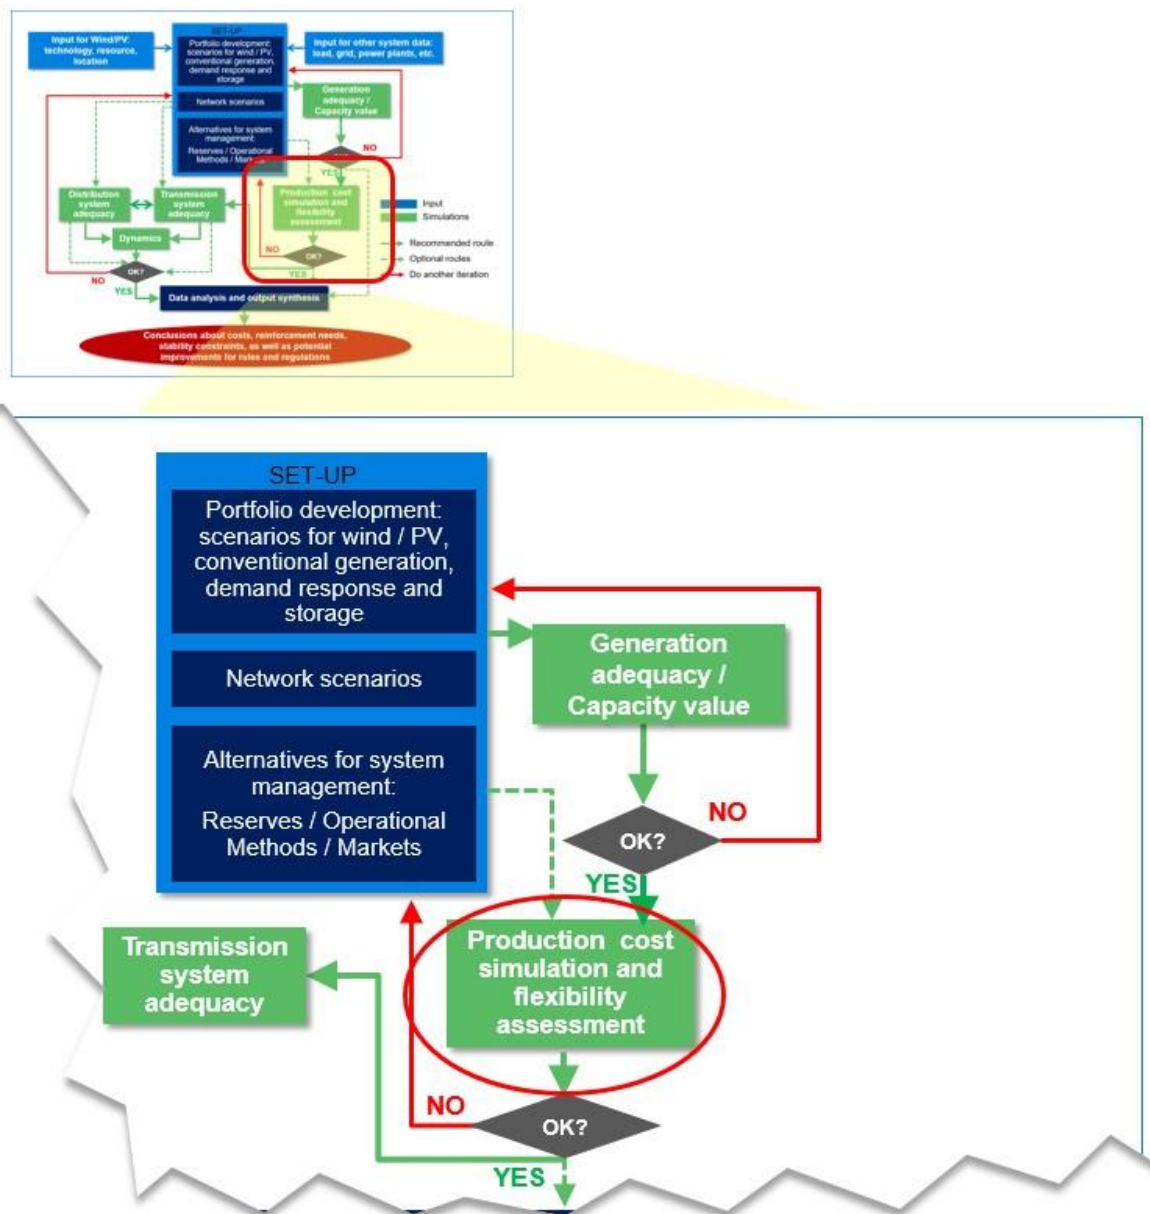 SET-UP
Input for Wind/PV:
technology, resource,
location
Portfolio development:
scenarios for wind / PV,
conventional generation,
demand response and
storage
Input for other system data:
load, grid, power plants, etc.
Network scenarios
Generation
adequacy /
Capacity value
Alternatives for system
management:
Reserves / Operational
Methods / Markets
NO
YES
Distribution
system
adequacy
Transmission
system
adequacy
Production cost
simulation and
flexibility
assessment
Input
Simulations
Dynamics
Recommended route
Optional routes
Do another iteration
NO
OK?
OK?
NO
YES
YES
Data analysis and output synthesis
Conclusions about costs, reinforcement needs,
stability constraints, as well as potential
improvements for rules and regulations
SET-UP
Portfolio development:
scenarios for wind / PV,
conventional generation,
demand response and
storage
Network scenarios
Generation
adequacy /
Capacity value
Alternatives for system
management:
Reserves / Operational
Methods / Markets
NO
OK?
YES
Transmission
system
adequacy
Production cost
simulation and
flexibility
assessment
NO
OK?
YES